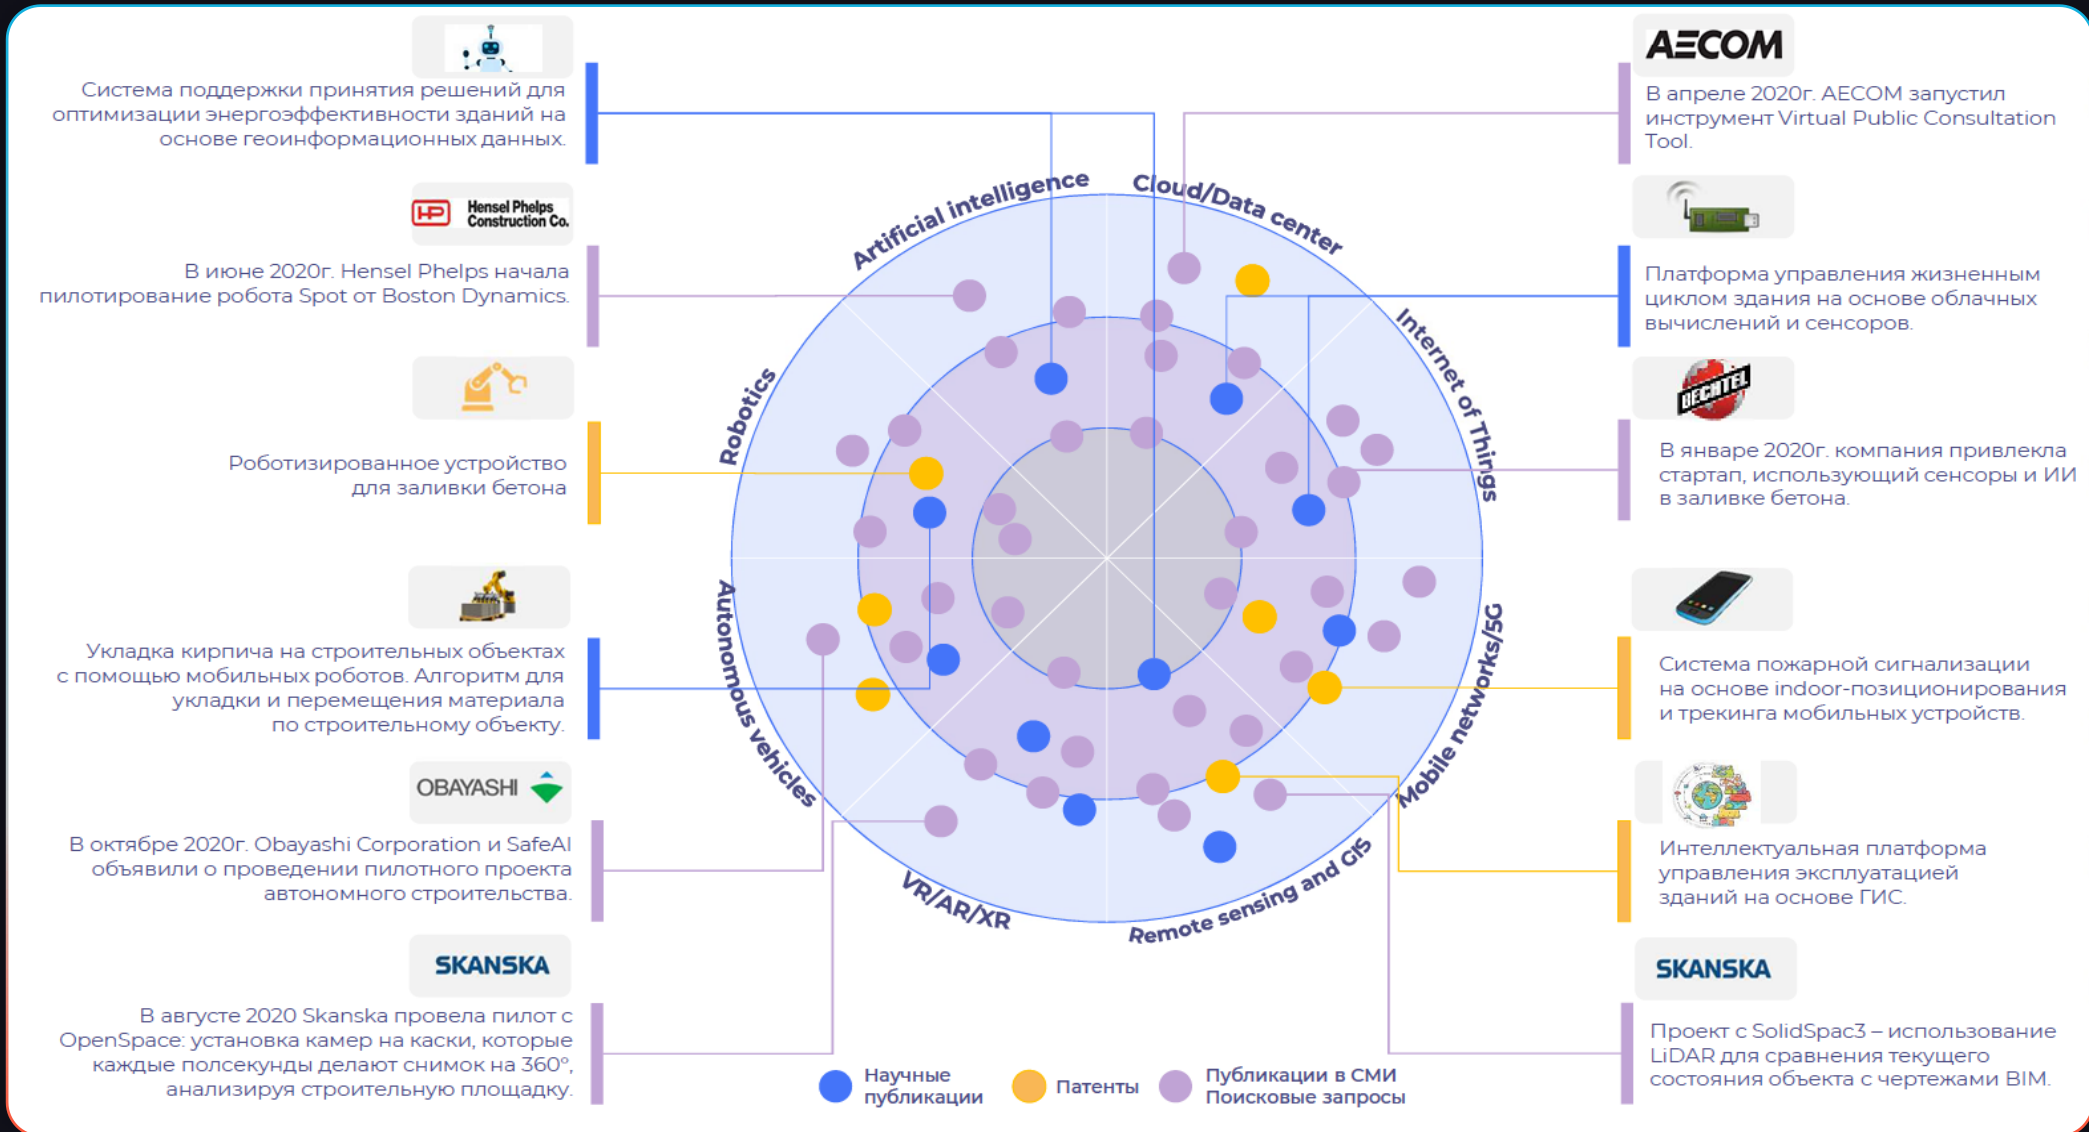 Система поддержки принятия решений для
оптимизации энергоэффективности зданий на
основе геоинформационных данных.
HP Hensel Phelps
Construction Co.
В июне 2020г. Hensel Phelps начала
пилотирование робота Spot от Boston Dynamics.
Роботизированное устройство
для заливки бетона
Укладка кирпича на строительных объектах
с помощью мобильных роботов. Алгоритм для
укладки и перемещения материала
по строительному объекту.
OBAYASHI
В октябре 2020г. Obayashi Corporation и SafeAI
объявили о проведении пилотного проекта
автономного строительства.
SKANSKA
В августе 2020 Skanska провела пилот с
OpenSpace: установка камер на каски, которые
каждые полсекунды делают снимок на 360°,
анализируя строительную площадку.
Artificial intelligence
Cloud/Data center
Internet of Things
Mobile networks/5G
Remote sensing and GIS
VR/AR/XR
Autonomous vehicles
Robotics
Научные
публикации
Патенты
Публикации в СМИ
Поисковые запросы
AECOM
В апреле 2020г. AECOM запустил
инструмент Virtual Public Consultation
Tool.
Платформа управления жизненным
циклом здания на основе облачных
вычислений и сенсоров.
BECHTEL
В январе 2020г. компания привлекла
стартап, использующий сенсоры и ИИ
в заливке бетона.
Система пожарной сигнализации
на основе indoor-позиционирования
и трекинга мобильных устройств.
Интеллектуальная платформа
управления эксплуатацией
зданий на основе ГИС.
SKANSKA
Проект с SolidSpac3 – использование
LiDAR для сравнения текущего
состояния объекта с чертежами BIM.